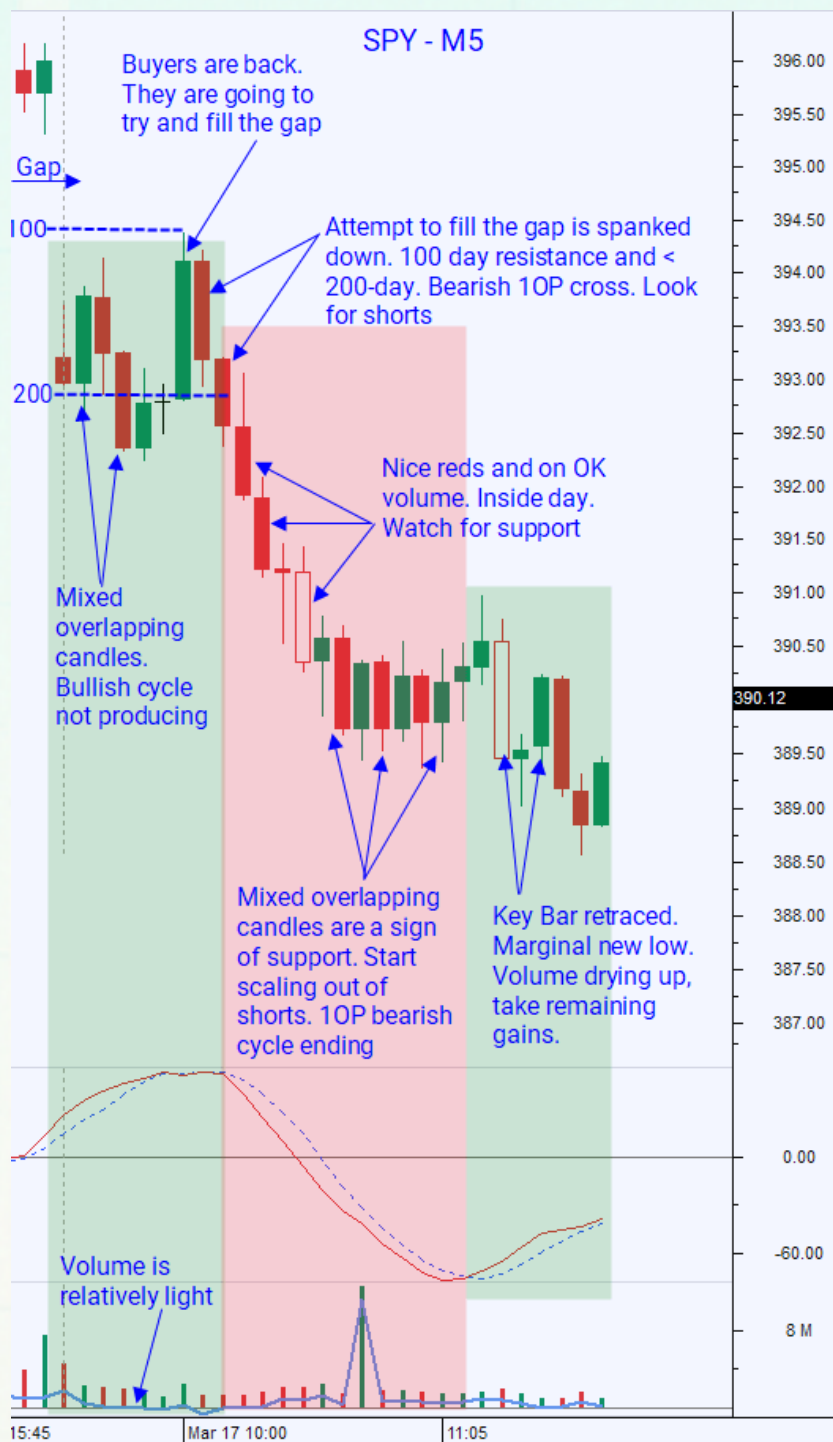 SPY - M5
Buyers are back.
They are going to
try and fill the gap
Gap
100
Attempt to fill the gap is spanked
down. 100 day resistance and <
200-day. Bearish 1OP cross. Look
for shorts
200
Nice reds and on OK
volume. Inside day.
Watch for support
Mixed
overlapping
candles.
Bullish cycle
not producing
Mixed overlapping
candles are a sign
of support. Start
scaling out of
shorts. 1OP bearish
cycle ending
Key Bar retraced.
Marginal new low.
Volume drying up,
take remaining
gains.
Volume is
relatively light
396.00
395.50
395.00
394.50
394.00
393.50
393.00
392.50
392.00
391.50
391.00
390.50
390.12
389.50
389.00
388.50
388.00
387.50
387.00
0.00
-60.00
8 M
15:45
Mar 17 10:00
11:05